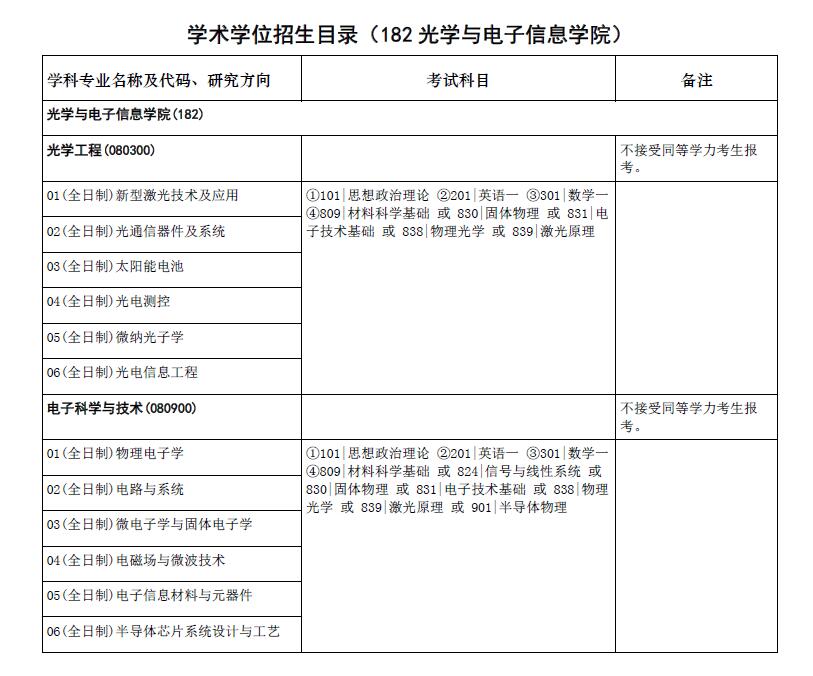 学术学位招生目录（182 光学与电子信息学院）
学科专业名称及代码、研究方向
考试科目
备注
光学与电子信息学院(182)
光学工程(080300)
不接受同等学力考生报
考。
01(全日制)新型激光技术及应用
02(全日制)光通信器件及系统
03(全日制)太阳能电池
04(全日制)光电测控
05(全日制)微纳光子学
06(全日制)光电信息工程
①101|思想政治理论 ②201|英语一 ③301|数学一
④809|材料科学基础 或 830|固体物理 或 831|电
子技术基础 或 838|物理光学 或 839|激光原理
电子科学与技术(080900)
不接受同等学力考生报
考。
01(全日制)物理电子学
02(全日制)电路与系统
03(全日制)微电子学与固体电子学
04(全日制)电磁场与微波技术
05(全日制)电子信息材料与元器件
06(全日制)半导体芯片系统设计与工艺
①101|思想政治理论 ②201|英语一 ③301|数学一
④809|材料科学基础 或 824|信号与线性系统 或
830|固体物理 或 831|电子技术基础 或 838|物理
光学 或 839|激光原理 或 901|半导体物理